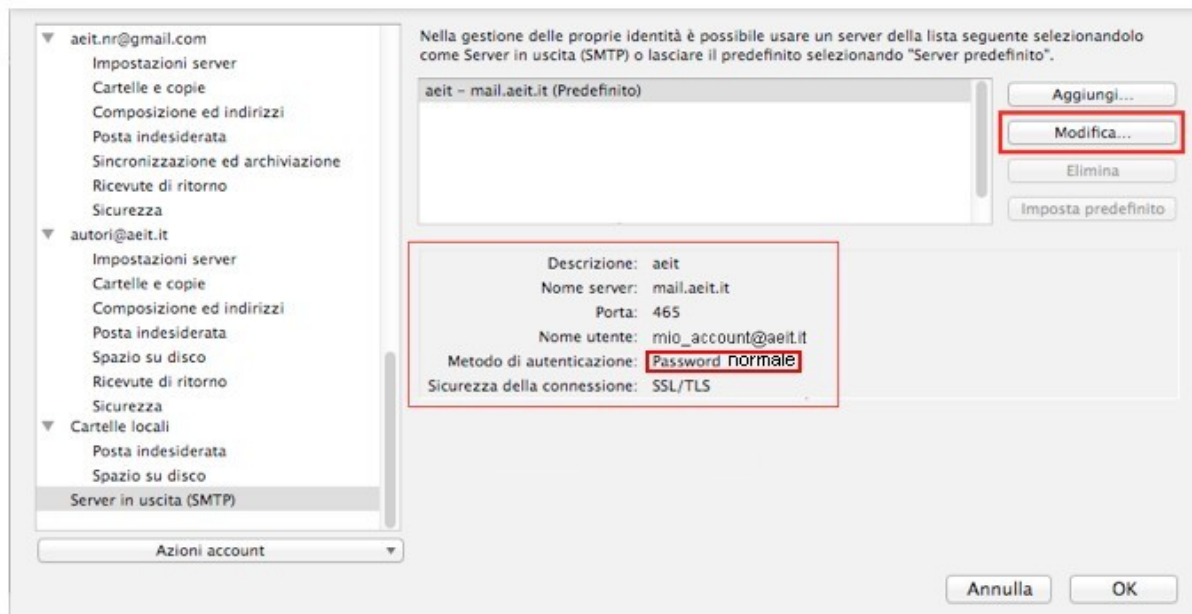 aeit.nr@gmail.com
Impostazioni server
Cartelle e copie
Composizione ed indirizzi
Posta indesiderata
Sincronizzazione ed archiviazione
Ricevute di ritorno
Sicurezza
autori@aeit.it
Impostazioni server
Cartelle e copie
Composizione ed indirizzi
Posta indesiderata
Spazio su disco
Ricevute di ritorno
Sicurezza
Cartelle locali
Posta indesiderata
Spazio su disco
Server in uscita (SMTP)
Azioni account
Nella gestione delle proprie identità è possibile usare un server della lista seguente selezionandolo
come Server in uscita (SMTP) o lasciare il predefinito selezionando "Server predefinito".
aeit - mail.aeit.it (Predefinito)
Aggiungi...
Modifica...
Elimina
Imposta predefinito
Descrizione: aeit
Nome server: mail.aeit.it
Porta: 465
Nome utente: mio_account@aeit.it
Metodo di autenticazione: Password normale
Sicurezza della connessione: SSL/TLS
Annulla
OK